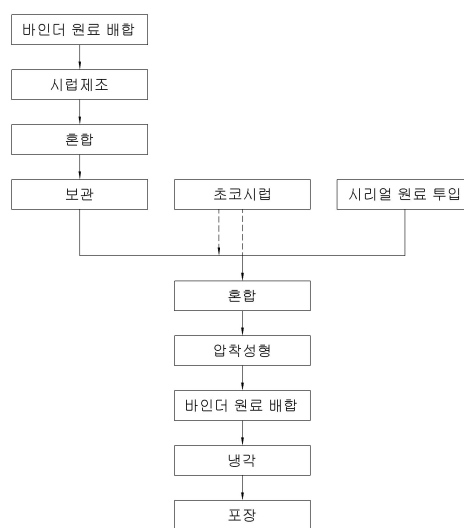 바인더 원료 배합
시럽제조
혼합
보관
초코시럽
시리얼 원료 투입
혼합
압착성형
바인더 원료 배합
냉각
포장